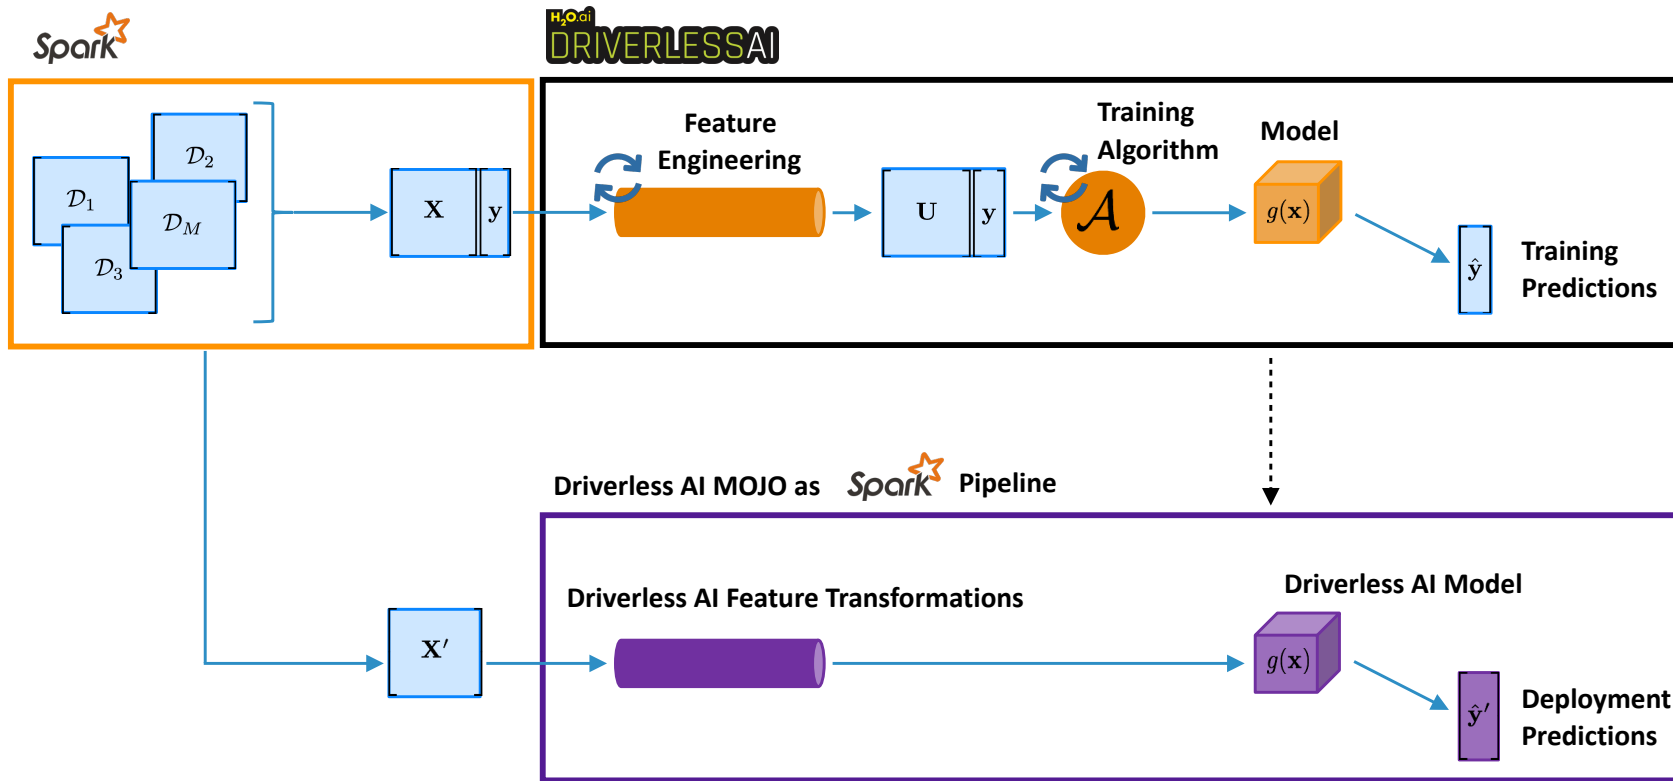 Spark
H₂O.ai
DRIVERLESSAI
𝒟₁
𝒟₂
𝒟₃
𝒟_M
X
y
Feature
Engineering
U
y
Training
Algorithm
𝒜
Model
g(x)
ŷ
Training
Predictions
Driverless AI MOJO as Spark Pipeline
X′
Driverless AI Feature Transformations
Driverless AI Model
g(x)
ŷ′
Deployment
Predictions